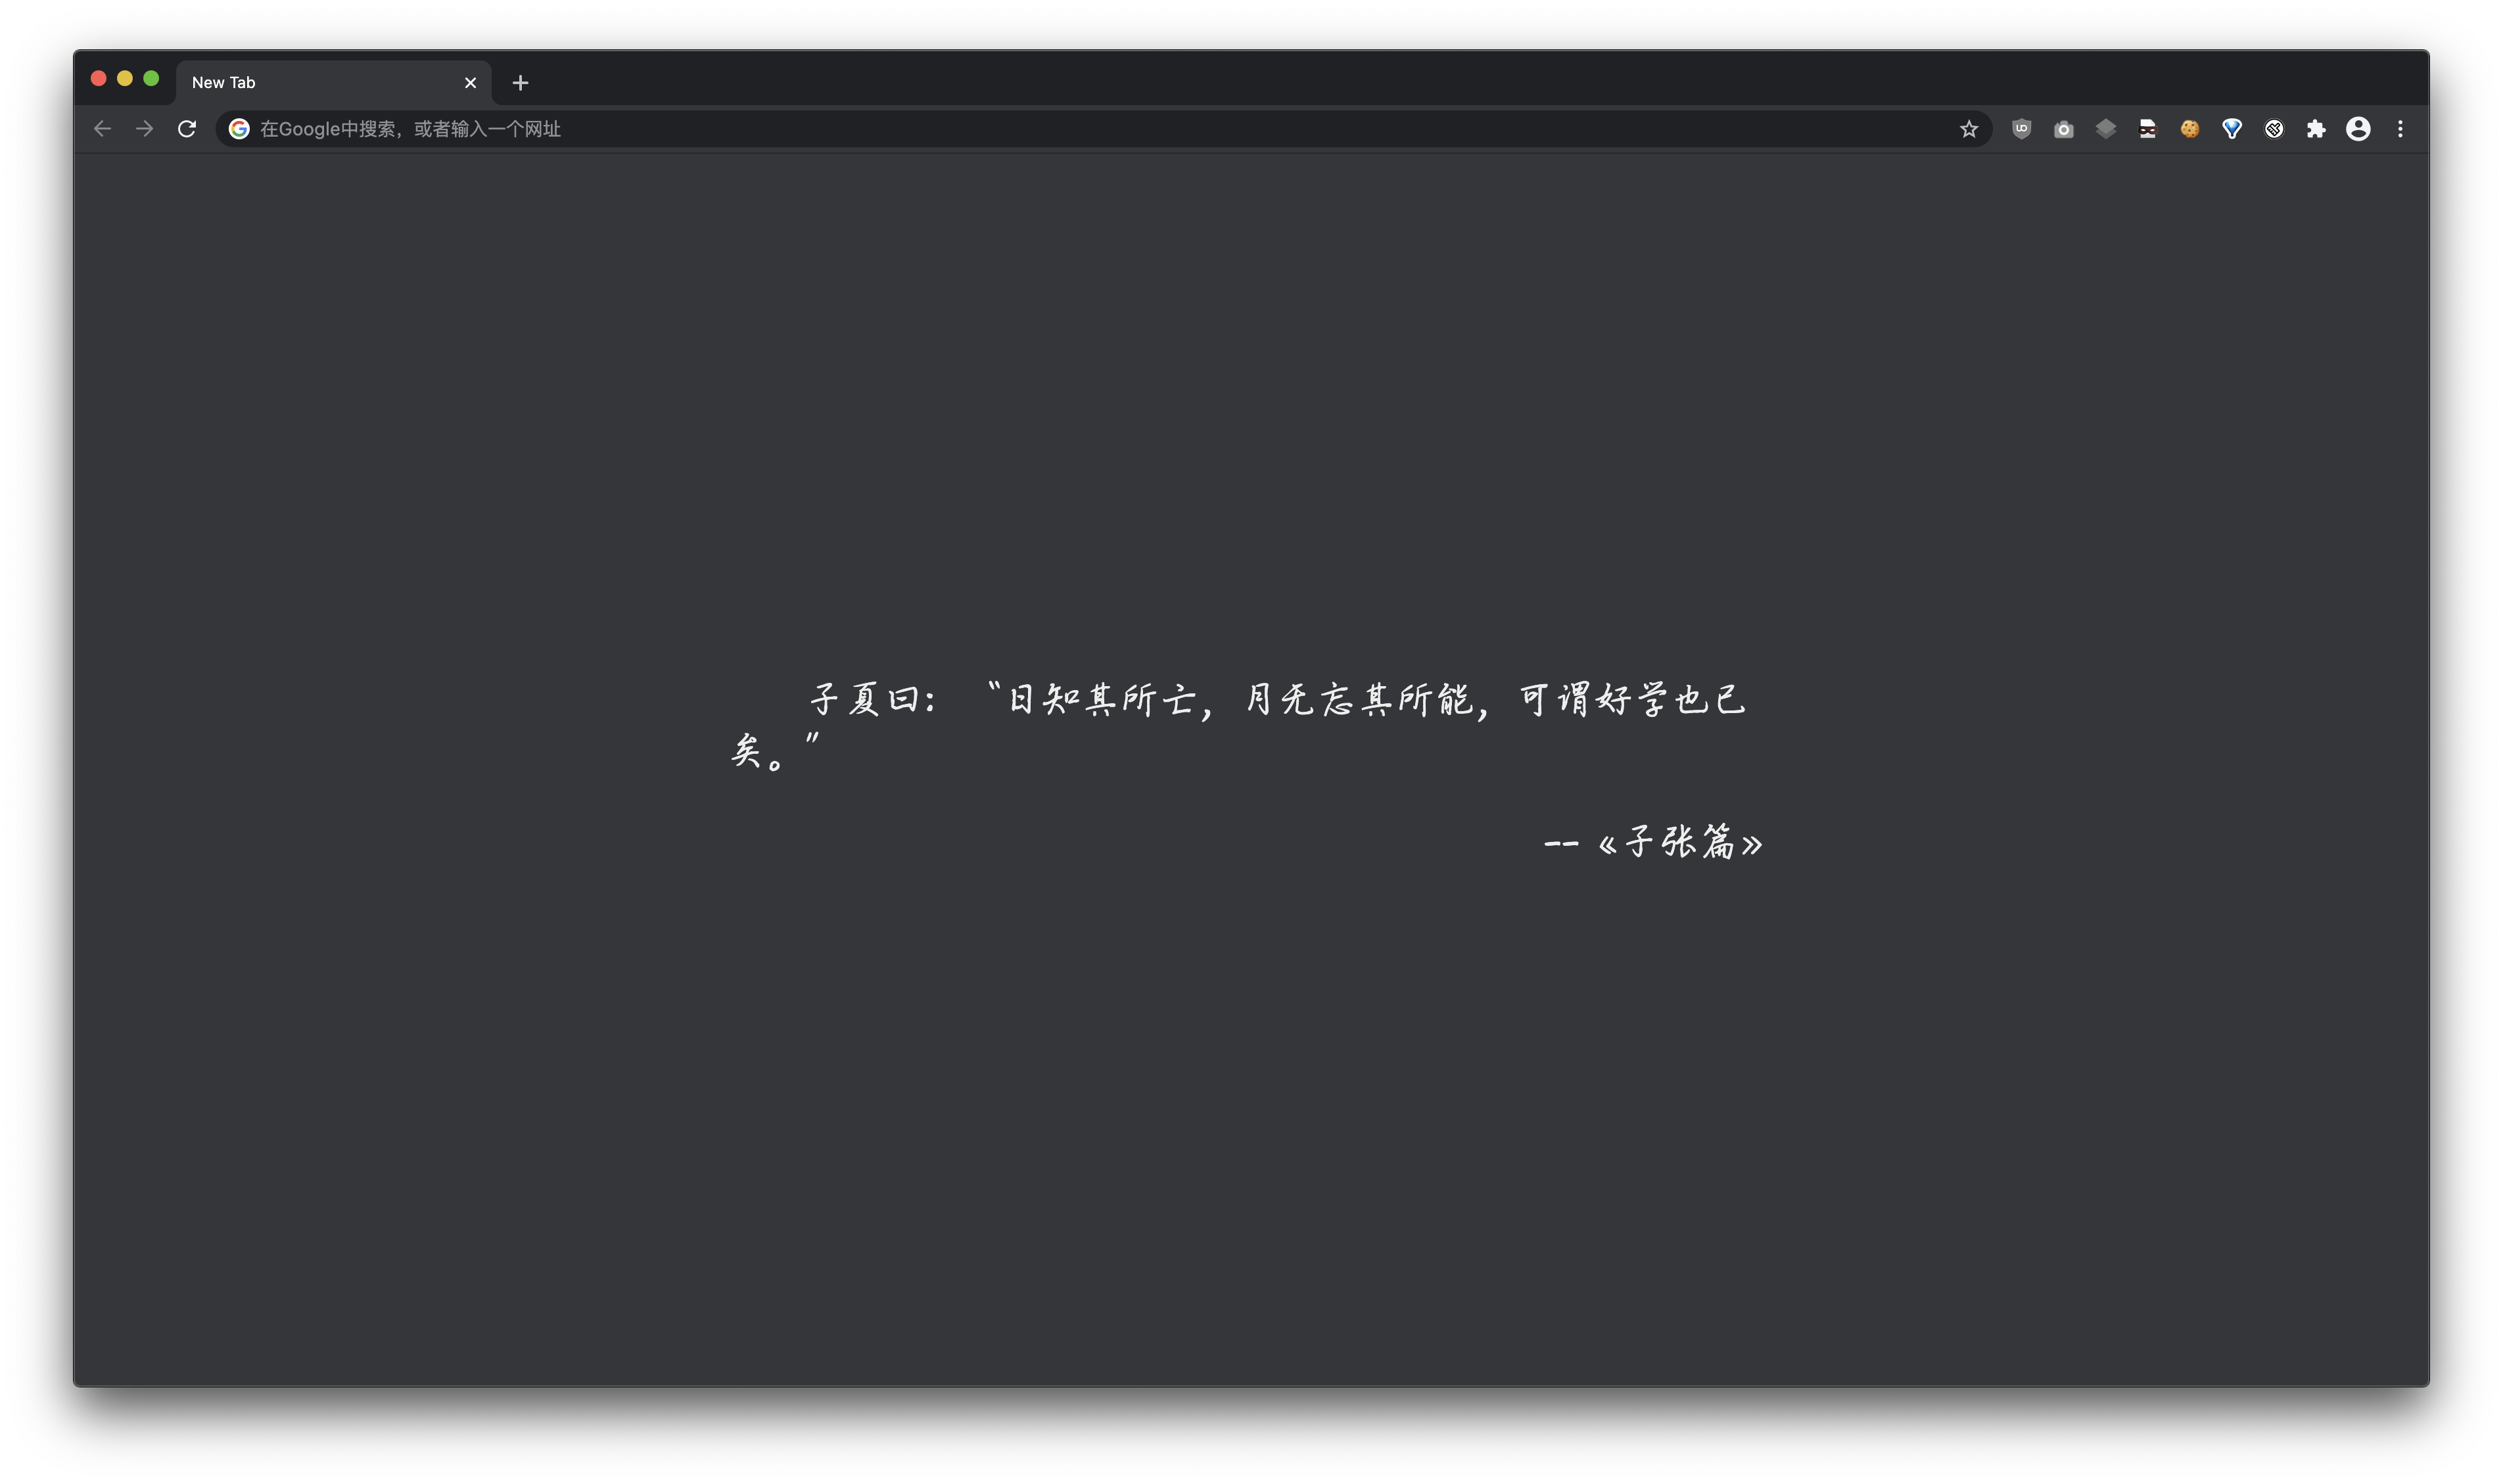 New Tab
在Google中搜索，或者输入一个网址
子夏曰：“日知其所亡，月无忘其所能，可谓好学也已
矣。”
--《子张篇》